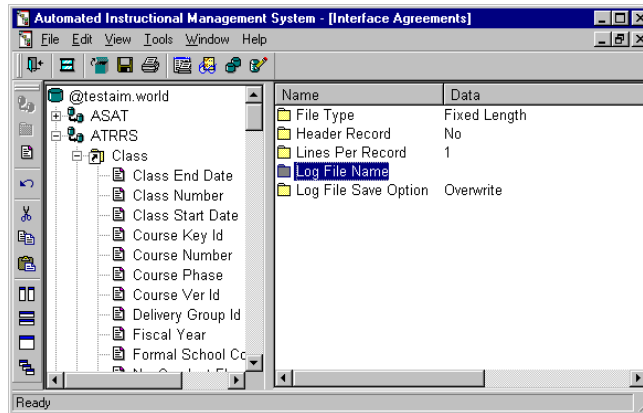 Automated Instructional Management System - [Interface Agreements]
File Edit View Tools Window Help
@testaim.world
ASAT
ATRRS
Class
Class End Date
Class Number
Class Start Date
Course Key Id
Course Number
Course Phase
Course Ver Id
Delivery Group Id
Fiscal Year
Formal School Co
Name Data
File Type Fixed Length
Header Record No
Lines Per Record 1
Log File Name
Log File Save Option Overwrite
Ready